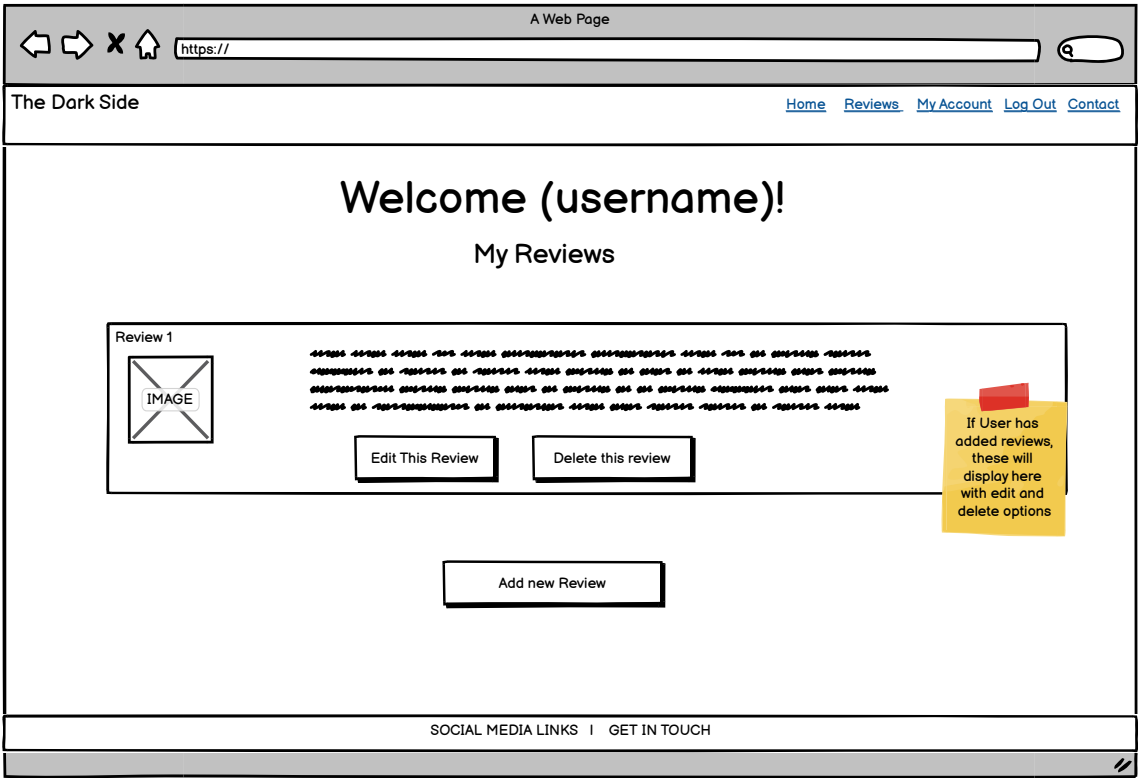 A Web Page
https://
The Dark Side
Home Reviews My Account Log Out Contact
Welcome (username)!
My Reviews
Review 1
IMAGE
Edit This Review Delete this review
If User has
added reviews,
these will
display here
with edit and
delete options
Add new Review
SOCIAL MEDIA LINKS | GET IN TOUCH